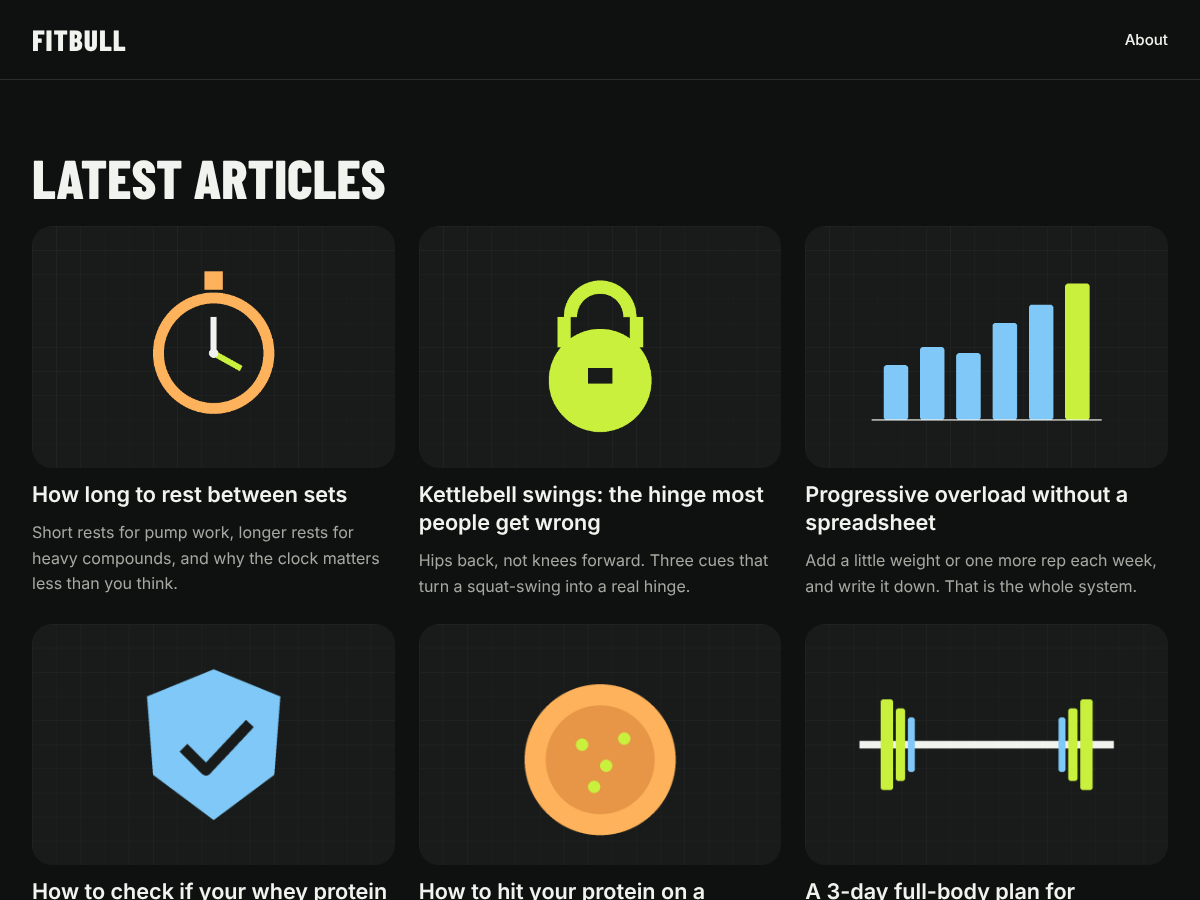 FITBULL
About
LATEST ARTICLES
How long to rest between sets
Short rests for pump work, longer rests for
heavy compounds, and why the clock matters
less than you think.
Kettlebell swings: the hinge most
people get wrong
Hips back, not knees forward. Three cues that
turn a squat-swing into a real hinge.
Progressive overload without a
spreadsheet
Add a little weight or one more rep each week,
and write it down. That is the whole system.
How to check if your whey protein
How to hit your protein on a
A 3-day full-body plan for